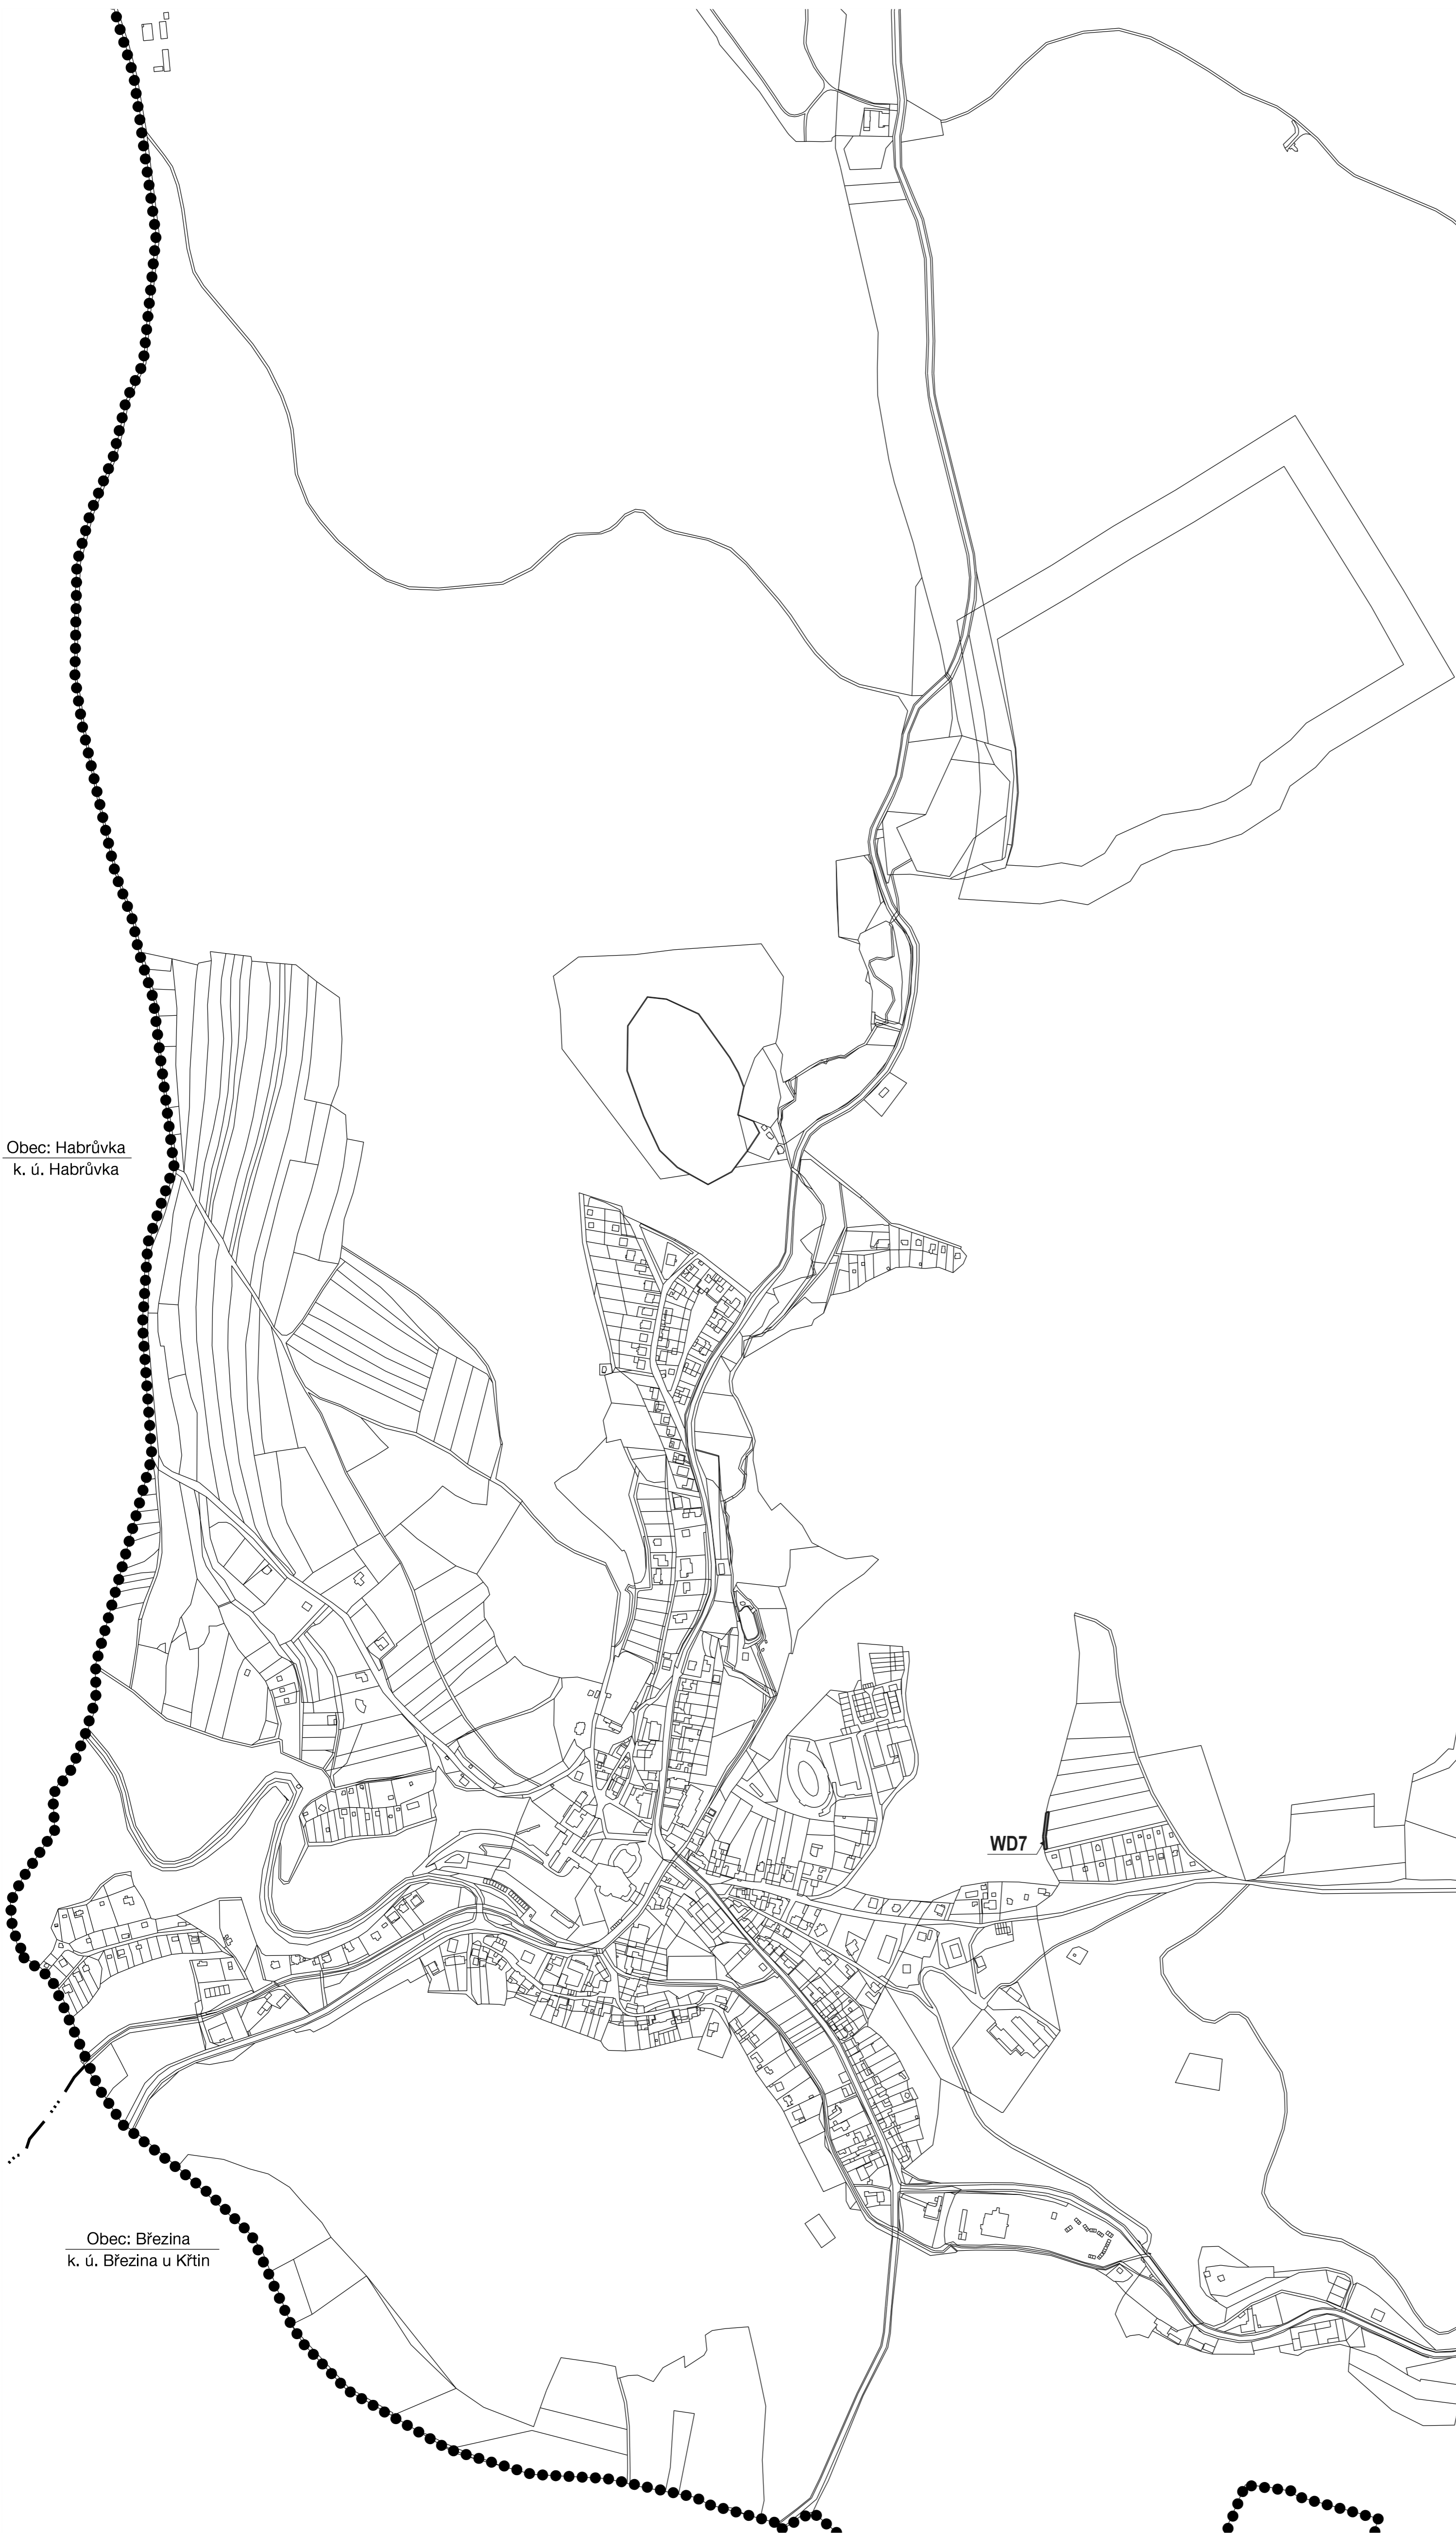 Obec: Habrůvka
k. ú. Habrůvka
WD7
Obec: Březina
k. ú. Březina u Křtin